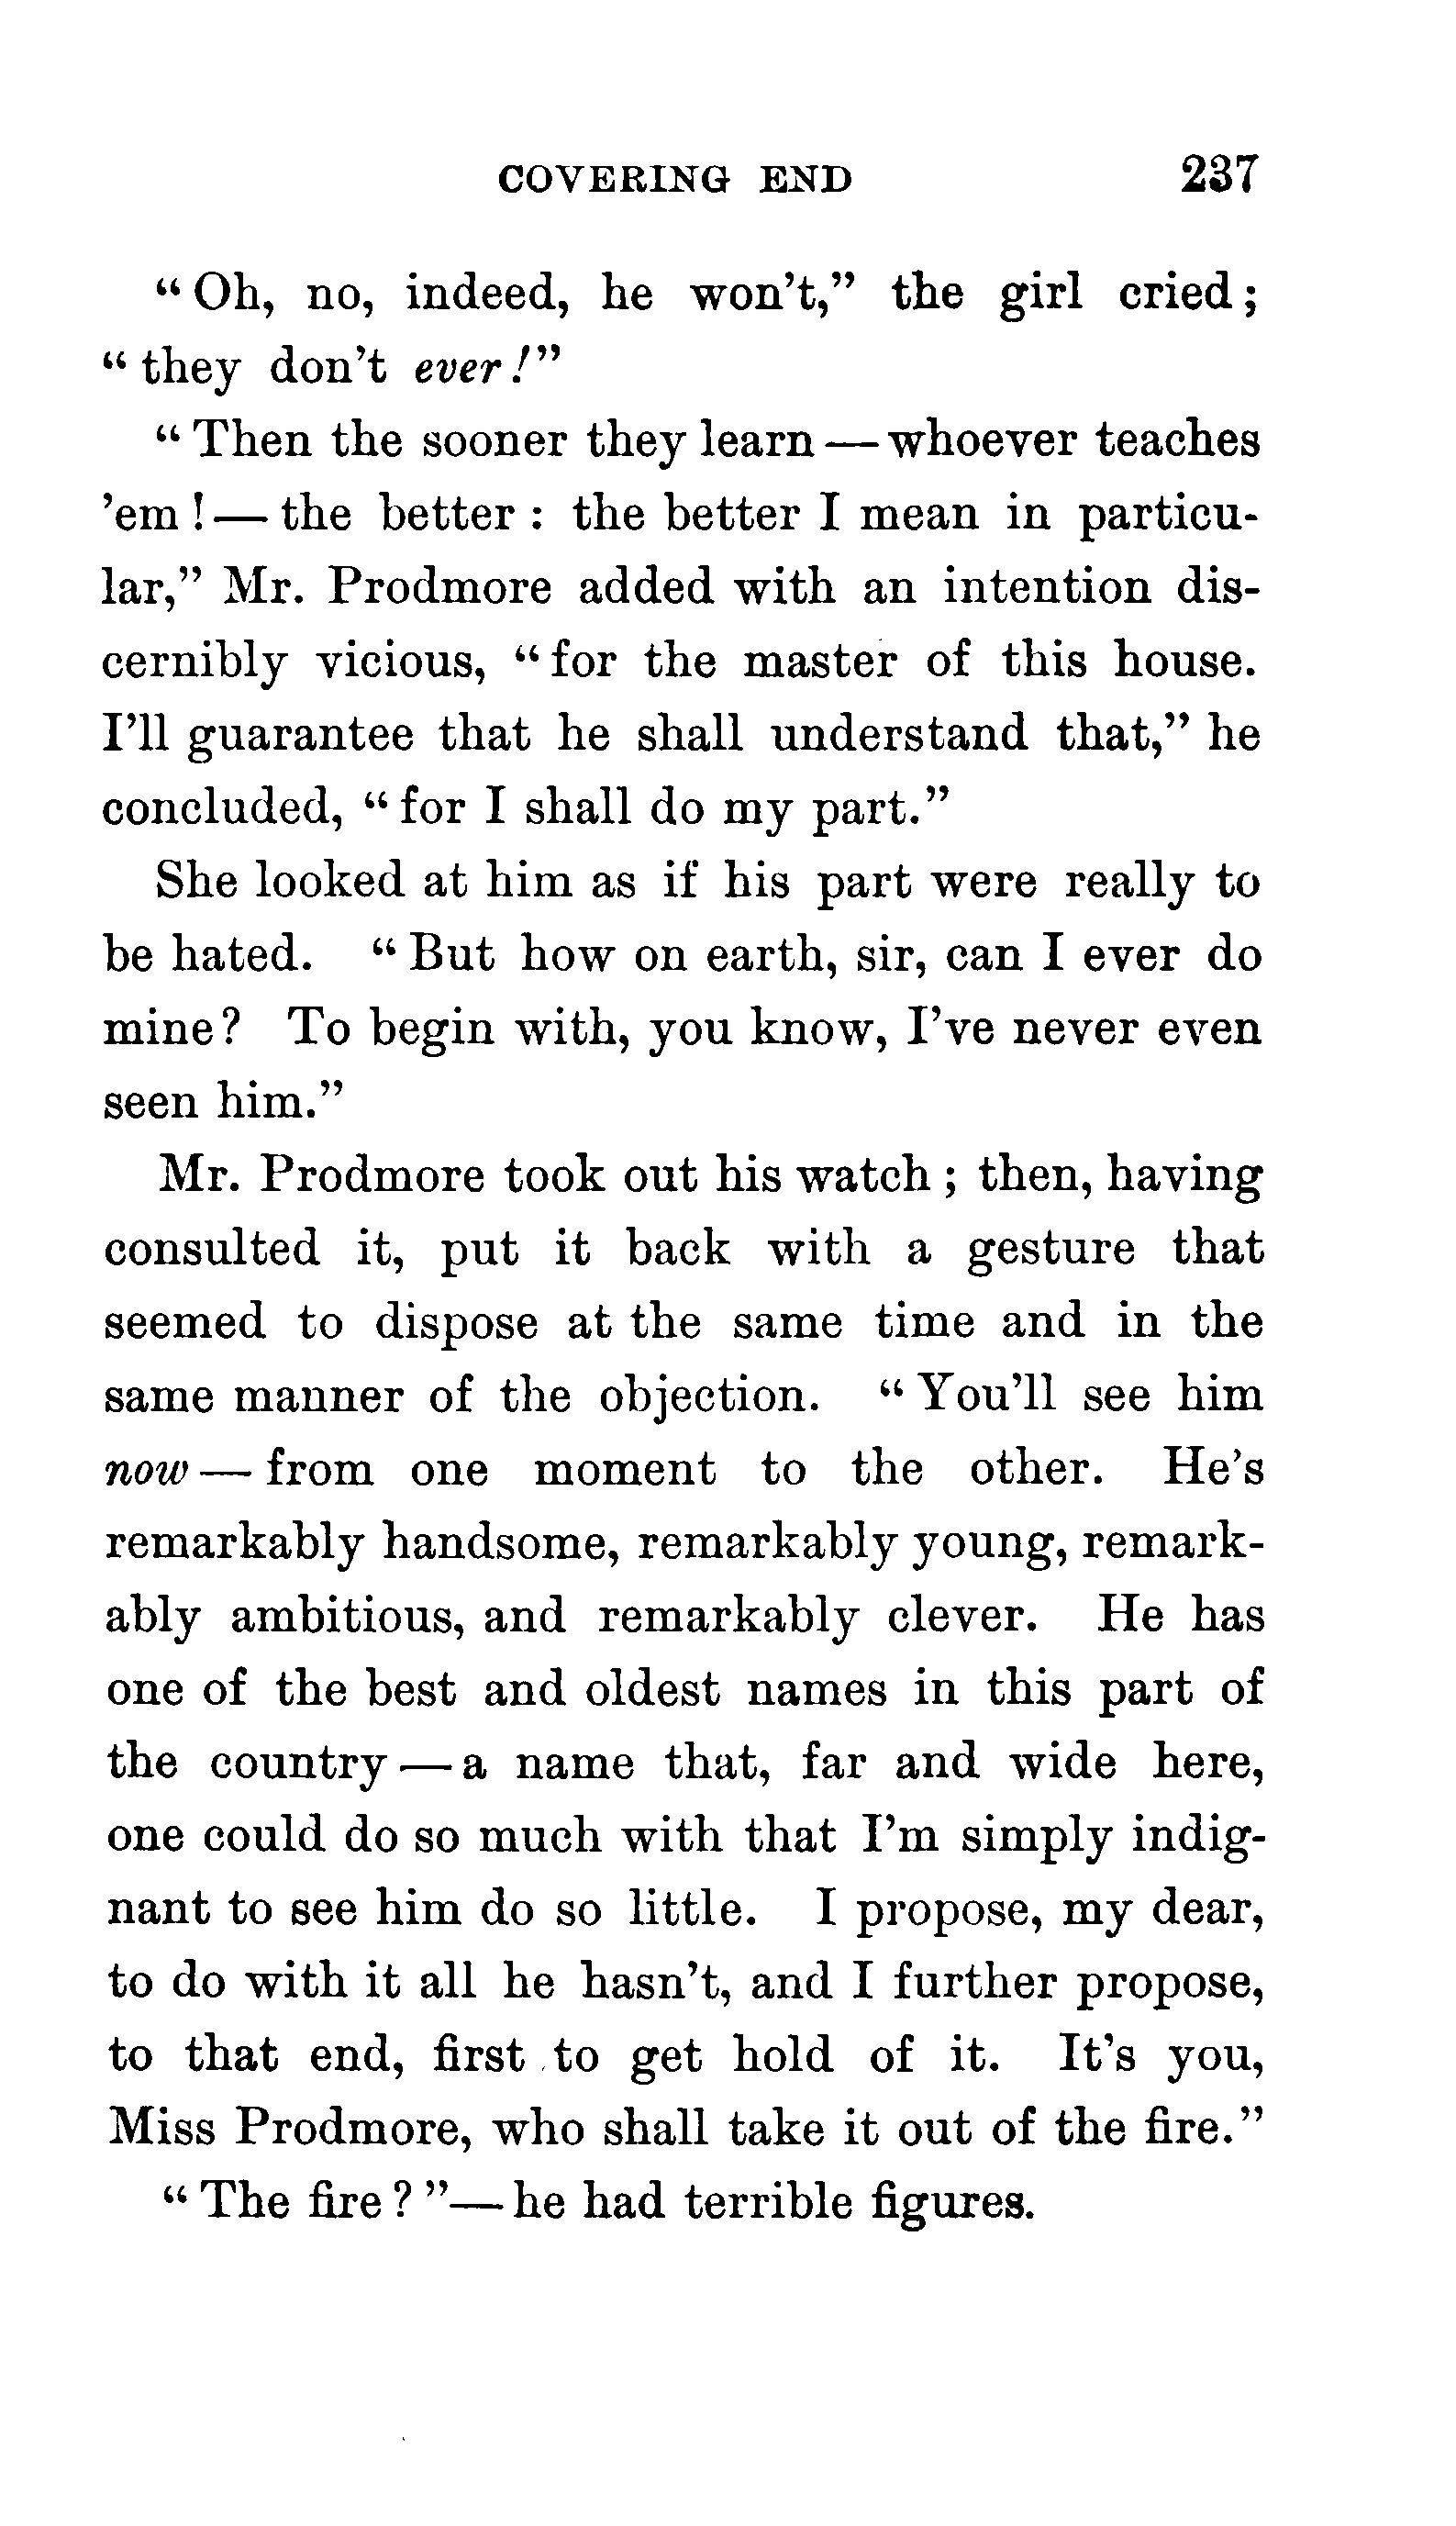 COVERING END 237
“Oh, no, indeed, he won’t,” the girl cried;
“they don’t ever!”
“Then the sooner they learn—whoever teaches
’em!—the better: the better I mean in particu-
lar,” Mr. Prodmore added with an intention dis-
cernibly vicious, “for the master of this house.
I’ll guarantee that he shall understand that,” he
concluded, “for I shall do my part.”
She looked at him as if his part were really to
be hated. “But how on earth, sir, can I ever do
mine? To begin with, you know, I’ve never even
seen him.”
Mr. Prodmore took out his watch; then, having
consulted it, put it back with a gesture that
seemed to dispose at the same time and in the
same manner of the objection. “You’ll see him
now—from one moment to the other. He’s
remarkably handsome, remarkably young, remark-
ably ambitious, and remarkably clever. He has
one of the best and oldest names in this part of
the country—a name that, far and wide here,
one could do so much with that I’m simply indig-
nant to see him do so little. I propose, my dear,
to do with it all he hasn’t, and I further propose,
to that end, first to get hold of it. It’s you,
Miss Prodmore, who shall take it out of the fire.”
“The fire?”—he had terrible figures.